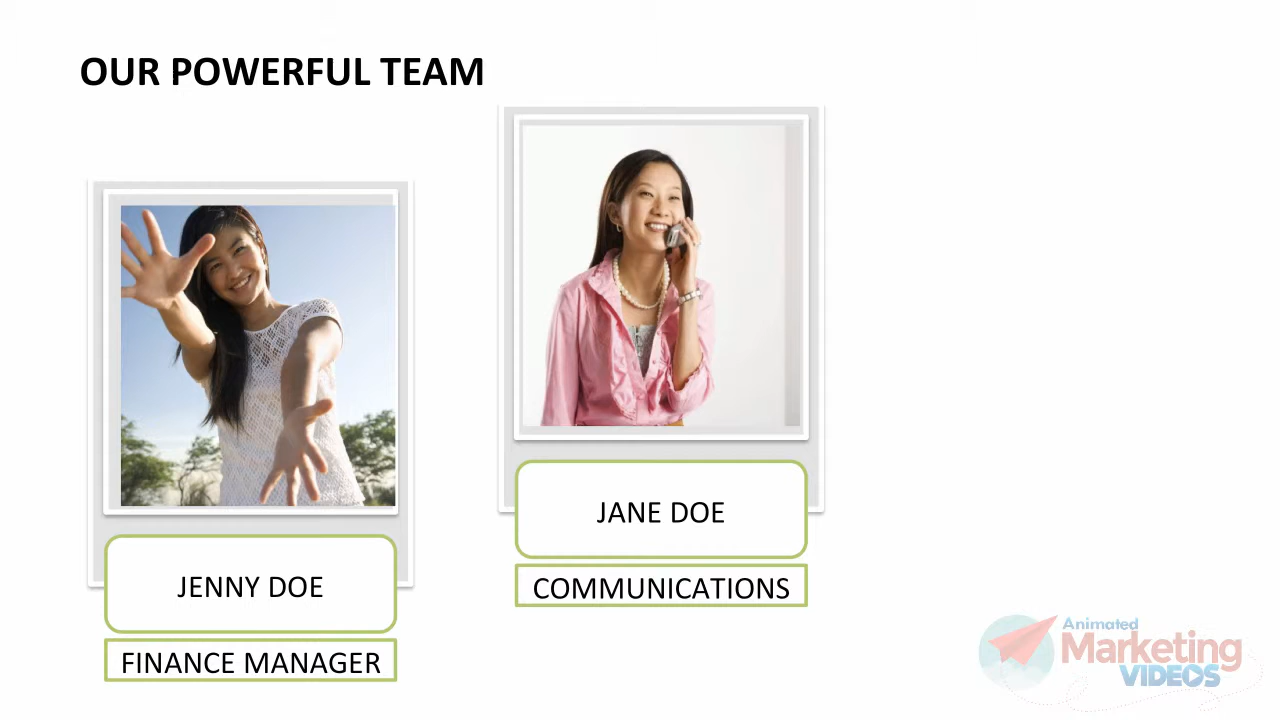 OUR POWERFUL TEAM
JENNY DOE
FINANCE MANAGER
JANE DOE
COMMUNICATIONS
Animated
Marketing
VIDEOS